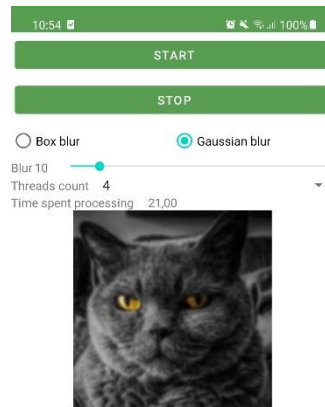 10:54 100%
START
STOP
Box blur Gaussian blur
Blur 10
Threads count 4
Time spent processing 21,00